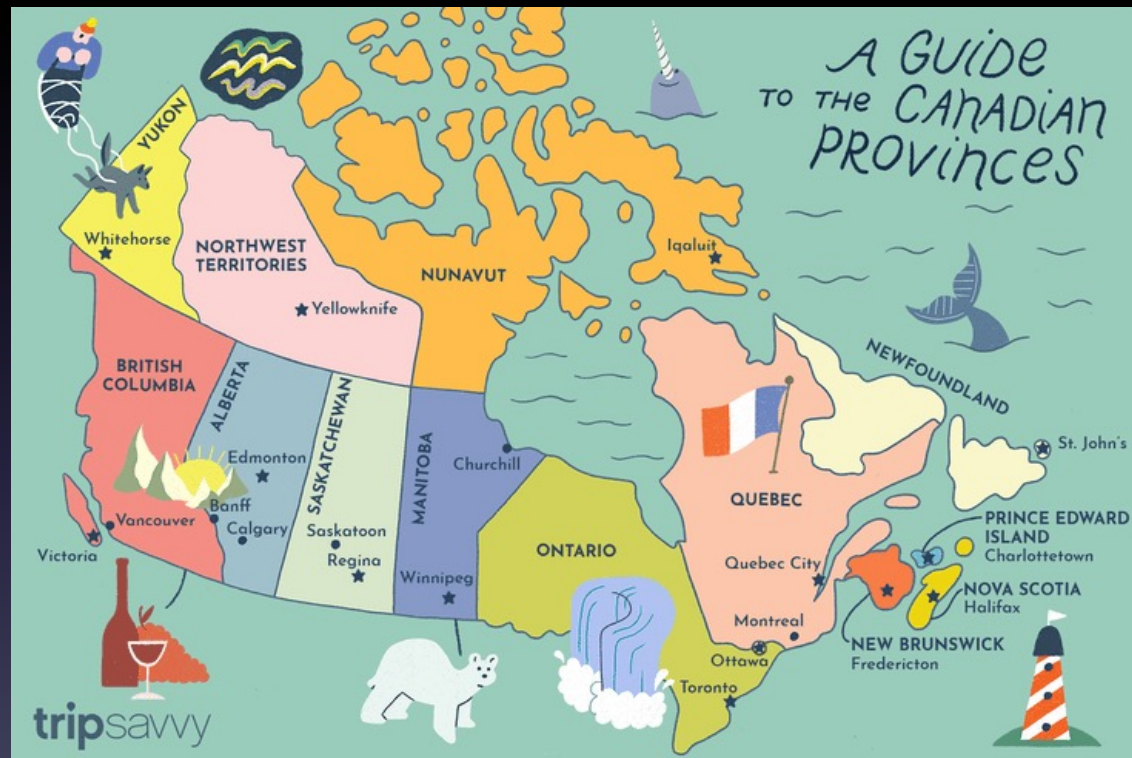 A GUIDE
TO THE CANADIAN
PROVINCES
YUKON
Whitehorse
NORTHWEST
TERRITORIES
Yellowknife
NUNAVUT
Iqaluit
BRITISH
COLUMBIA
Vancouver
Victoria
ALBERTA
Edmonton
Banff
Calgary
SASKATCHEWAN
Saskatoon
Regina
MANITOBA
Churchill
Winnipeg
ONTARIO
Ottawa
Toronto
QUEBEC
Quebec City
Montreal
NEWFOUNDLAND
St. John's
PRINCE EDWARD
ISLAND
Charlottetown
NOVA SCOTIA
Halifax
NEW BRUNSWICK
Fredericton
tripsavvy